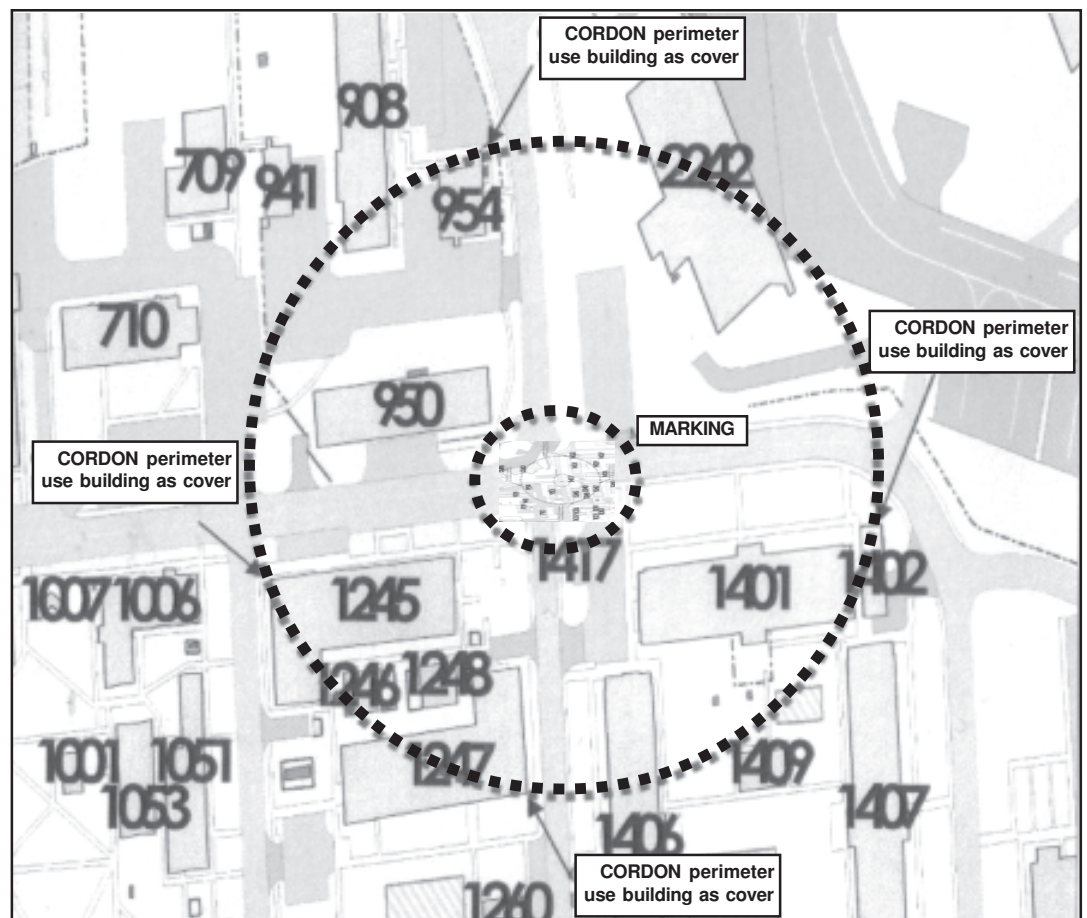 CORDON perimeter
use building as cover
908
709
941
954
2242
710
CORDON perimeter
use building as cover
950
MARKING
CORDON perimeter
use building as cover
1417
1007
1006
1245
1401
1402
1246
1248
1001
1051
1247
1409
1053
1406
1407
CORDON perimeter
use building as cover
1260